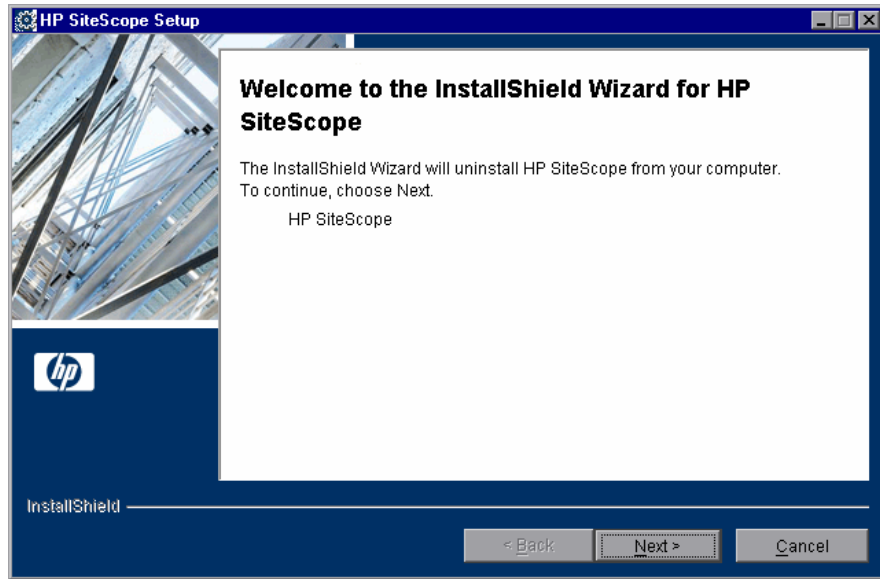 HP SiteScope Setup
Welcome to the InstallShield Wizard for HP
SiteScope
The InstallShield Wizard will uninstall HP SiteScope from your computer.
To continue, choose Next.
HP SiteScope
hp
InstallShield
< Back
Next >
Cancel